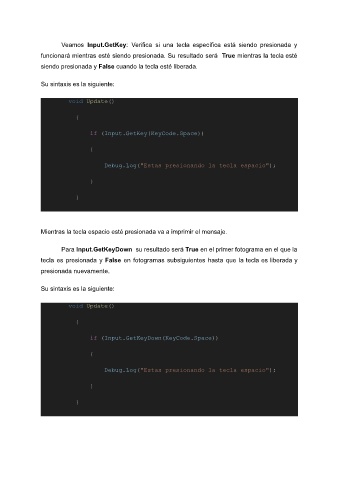 Veamos Input.GetKey: Verifica si una tecla específica está siendo presionada y
funcionará mientras esté siendo presionada. Su resultado será True mientras la tecla esté
siendo presionada y False cuando la tecla esté liberada.
Su sintaxis es la siguiente:
void Update()
{
if (Input.GetKey(KeyCode.Space))
{
Debug.Log("Estas presionando la tecla espacio");
}
}
Mientras la tecla espacio esté presionada va a imprimir el mensaje.
Para Input.GetKeyDown su resultado será True en el primer fotograma en el que la
tecla es presionada y False en fotogramas subsiguientes hasta que la tecla es liberada y
presionada nuevamente.
Su sintaxis es la siguiente:
void Update()
{
if (Input.GetKeyDown(KeyCode.Space))
{
Debug.Log("Estas presionando la tecla espacio");
}
}